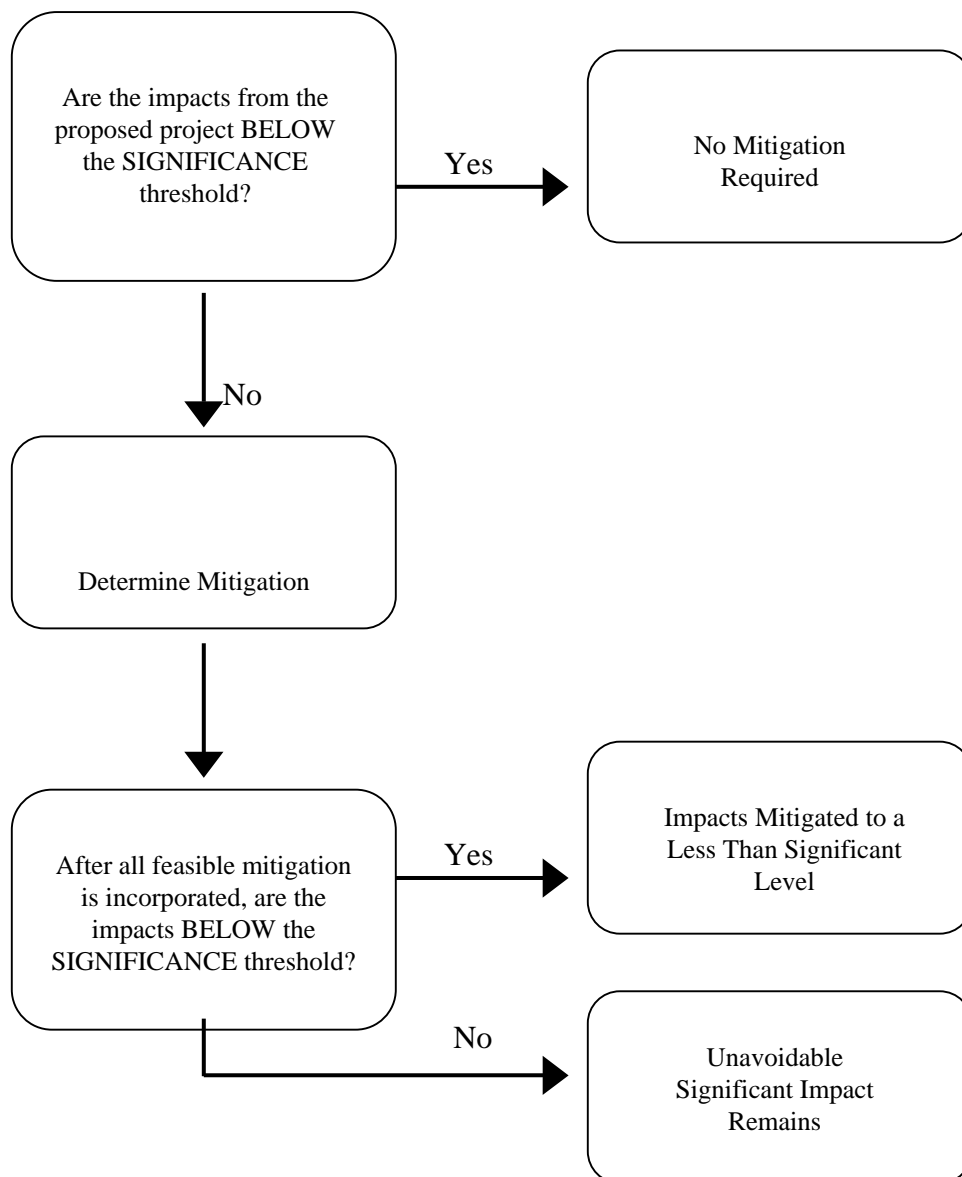 Are the impacts from the
proposed project BELOW
the SIGNIFICANCE
threshold?
Yes
No Mitigation
Required
No
Determine Mitigation
After all feasible mitigation
is incorporated, are the
impacts BELOW the
SIGNIFICANCE threshold?
Yes
Impacts Mitigated to a
Less Than Significant
Level
No
Unavoidable
Significant Impact
Remains